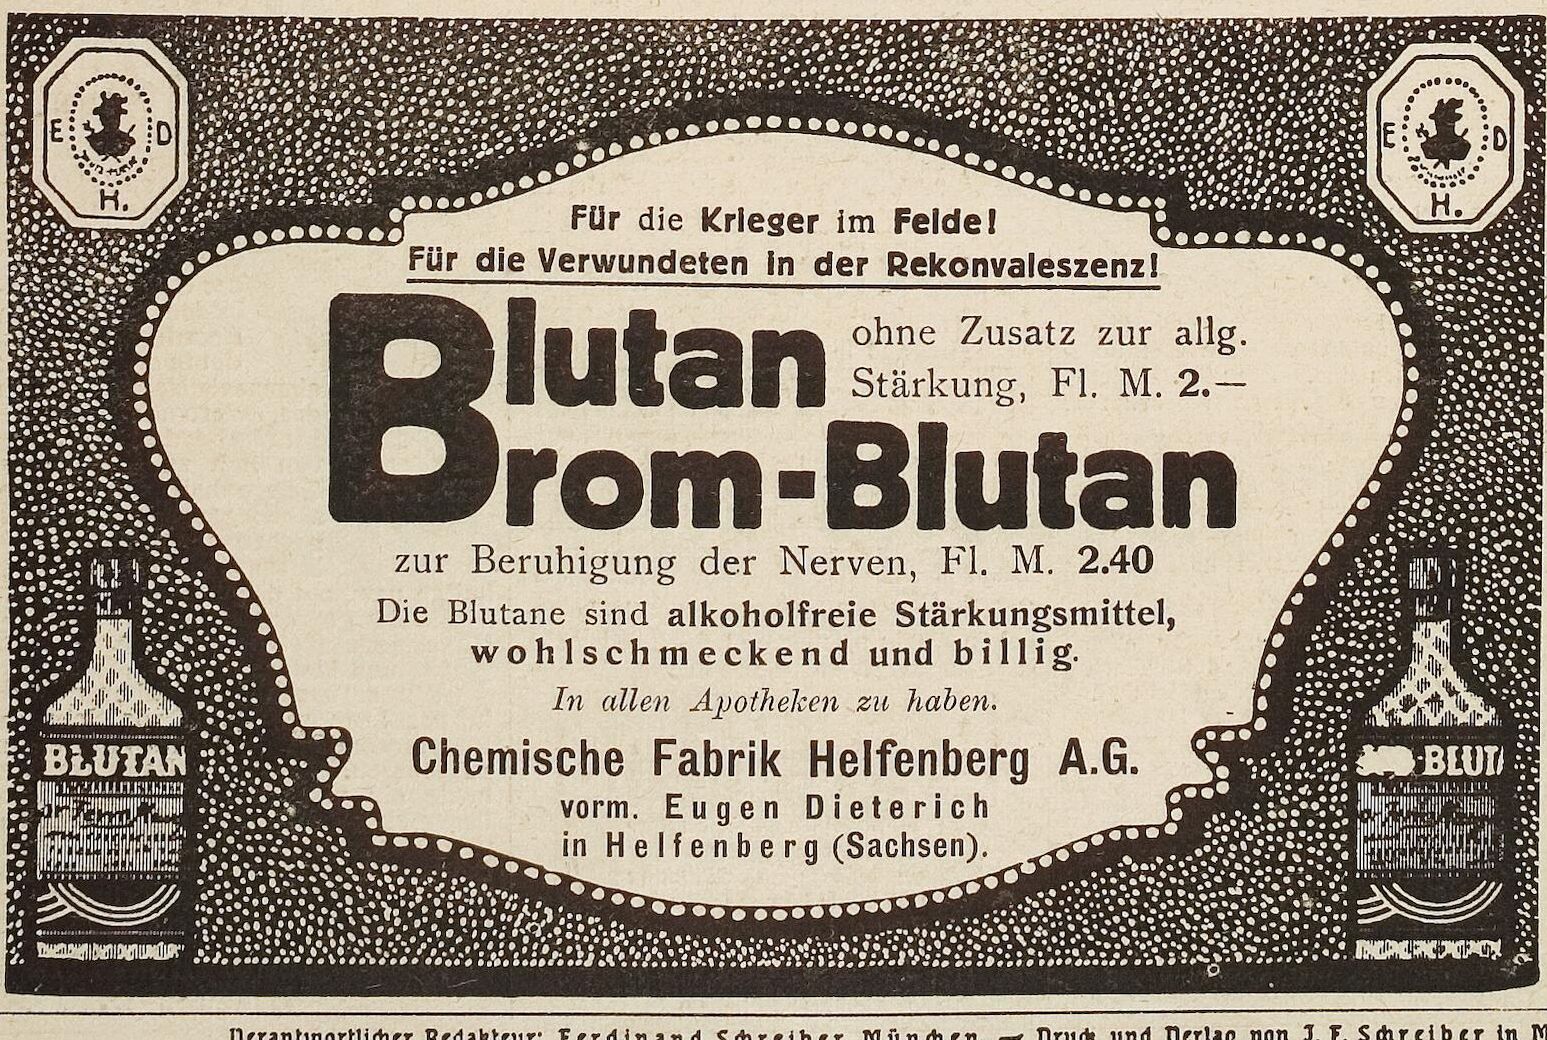 E D
H.
E D
H.
Für die Krieger im Felde!
Für die Verwundeten in der Rekonvaleszenz!
Blutan
ohne Zusatz zur allg.
Stärkung, Fl. M. 2.—
Brom-Blutan
zur Beruhigung der Nerven, Fl. M. 2.40
Die Blutane sind alkoholfreie Stärkungsmittel,
wohlschmeckend und billig.
In allen Apotheken zu haben.
Chemische Fabrik Helfenberg A.G.
vorm. Eugen Dieterich
in Helfenberg (Sachsen).
BLUTAN
BLUT
Verantwortlicher Redakteur: Ferdinand Schreiber, München — Druck und Verlag von J. F. Schreiber in M